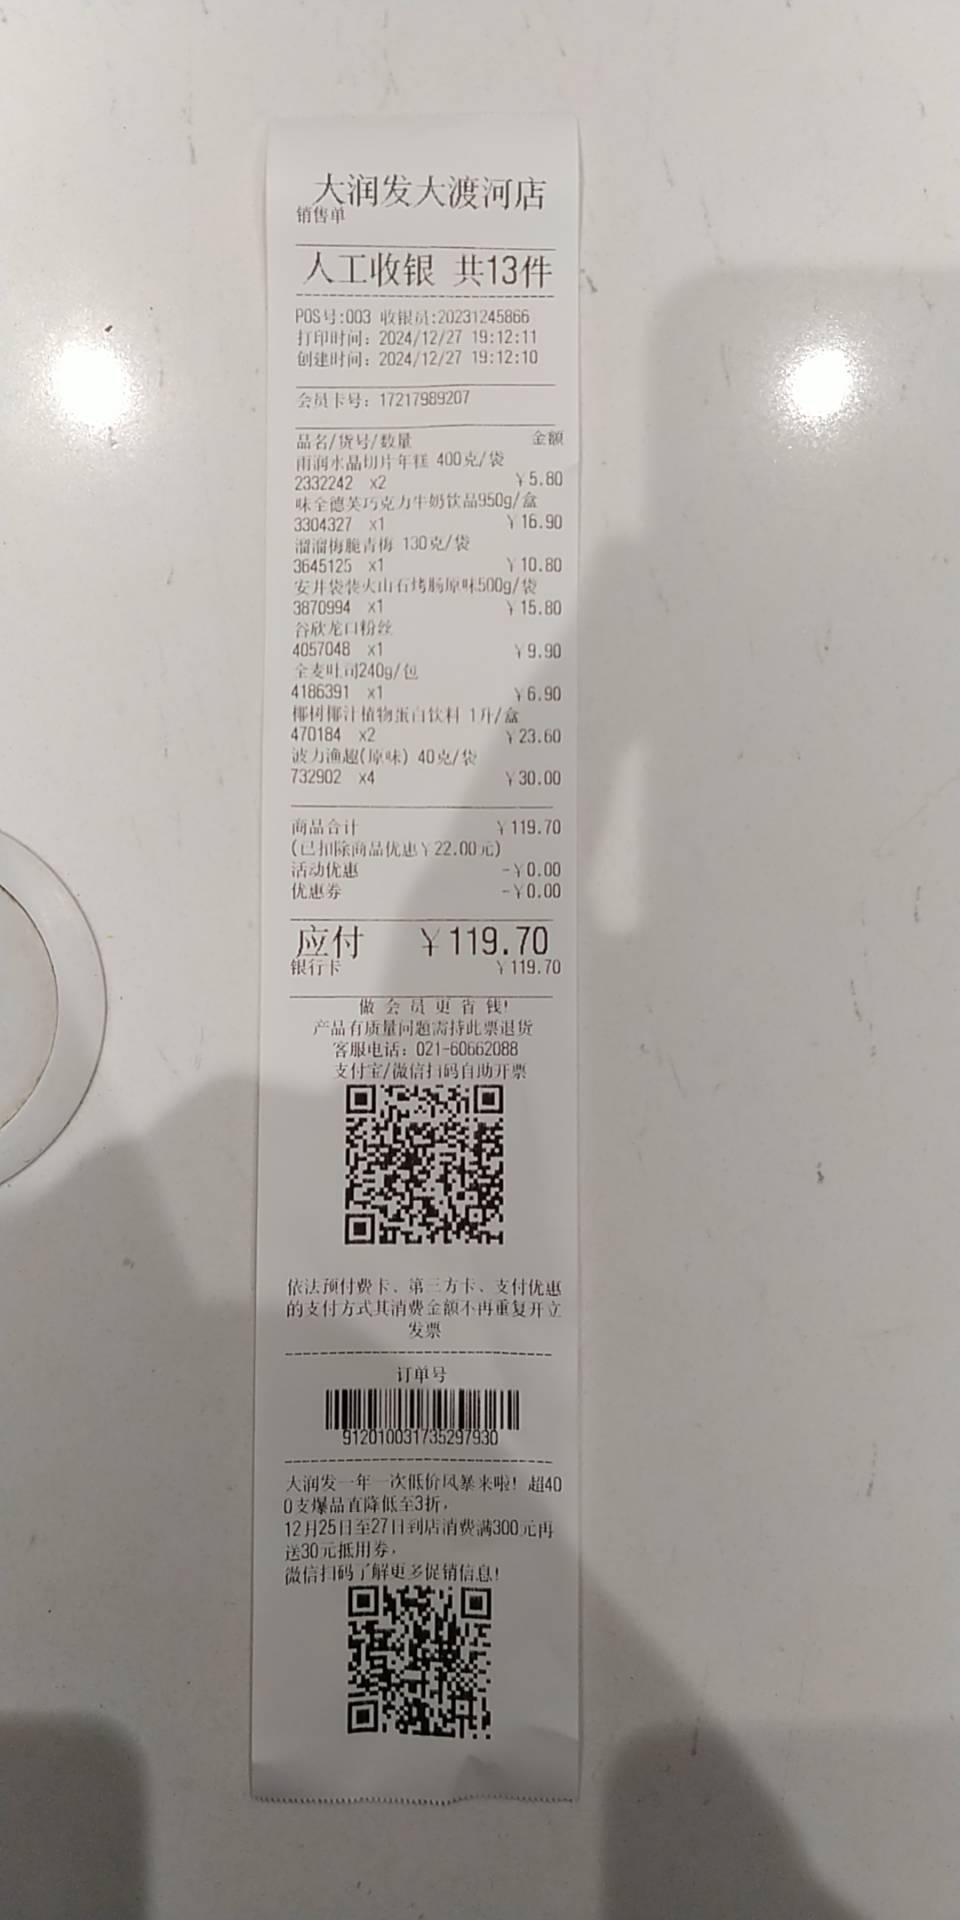 大润发大渡河店
销售单
人工收银 共13件
POS号:003 收银员:20231245866
打印时间：2024/12/27 19:12:11
创建时间：2024/12/27 19:12:10
会员卡号：17217989207
品名/货号/数量 金额
雨润水晶切片年糕 400克/袋
2332242 x2 ￥5.80
味全德芙巧克力牛奶饮品950g/盒
3304327 x1 ￥16.90
溜溜梅脆青梅 130克/袋
3645125 x1 ￥10.80
安井袋装火山石烤肠原味500g/袋
3870994 x1 ￥15.80
谷欣龙口粉丝
4057048 x1 ￥9.90
全麦吐司240g/包
4186391 x1 ￥6.90
椰树椰汁植物蛋白饮料 1升/盒
470184 x2 ￥23.60
波力渔趣(原味) 40克/袋
732902 x4 ￥30.00
商品合计 ￥119.70
(已扣除商品优惠￥22.00元)
活动优惠 -￥0.00
优惠券 -￥0.00
应付 ￥119.70
银行卡 ￥119.70
做会员更省钱!
产品有质量问题需持此票退货
客服电话：021-60662088
支付宝/微信扫码自助开票
依法预付费卡、第三方卡、支付优惠
的支付方式其消费金额不再重复开立
发票
订单号
912010031735297930
大润发一年一次低价风暴来啦！超40
0支爆品直降低至3折，
12月25日至27日到店消费满300元再
送30元抵用券，
微信扫码了解更多促销信息！